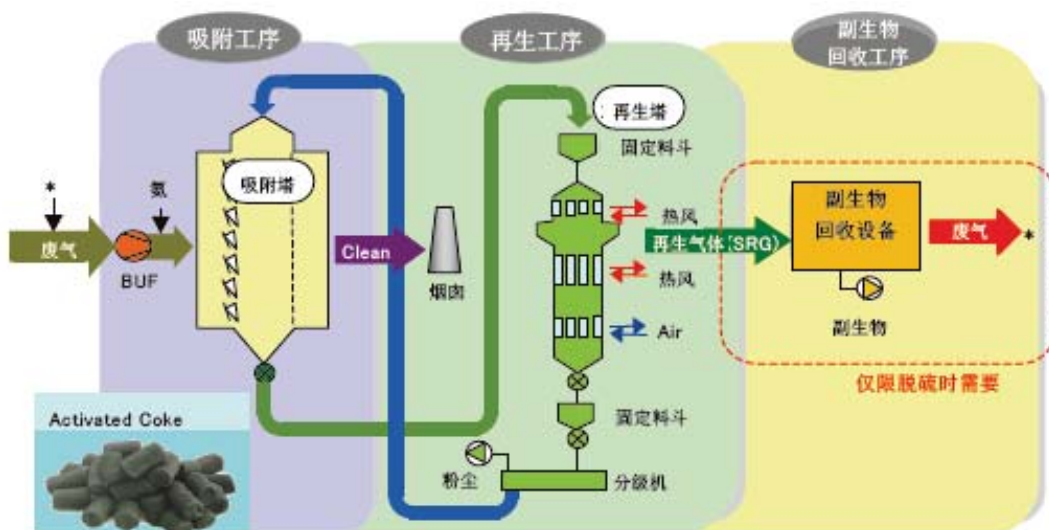 吸附工序
再生工序
副生物
回收工序
再生塔
固定料斗
*
氨
吸附塔
副生物
回收设备
废气
Clean
热风
再生气体(SRG)
废气
*
BUF
烟囱
热风
副生物
Air
仅限脱硫时需要
Activated Coke
固定料斗
粉尘
分级机